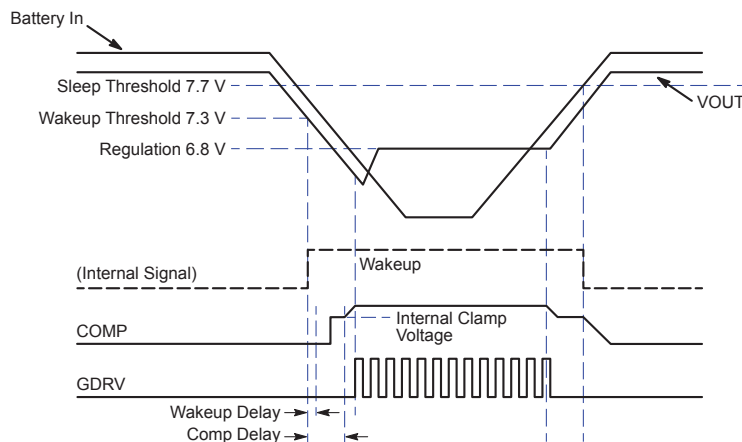 Battery In
Sleep Threshold 7.7 V
VOUT
Wakeup Threshold 7.3 V
Regulation 6.8 V
(Internal Signal)
Wakeup
COMP
Internal Clamp
Voltage
GDRV
Wakeup Delay
Comp Delay